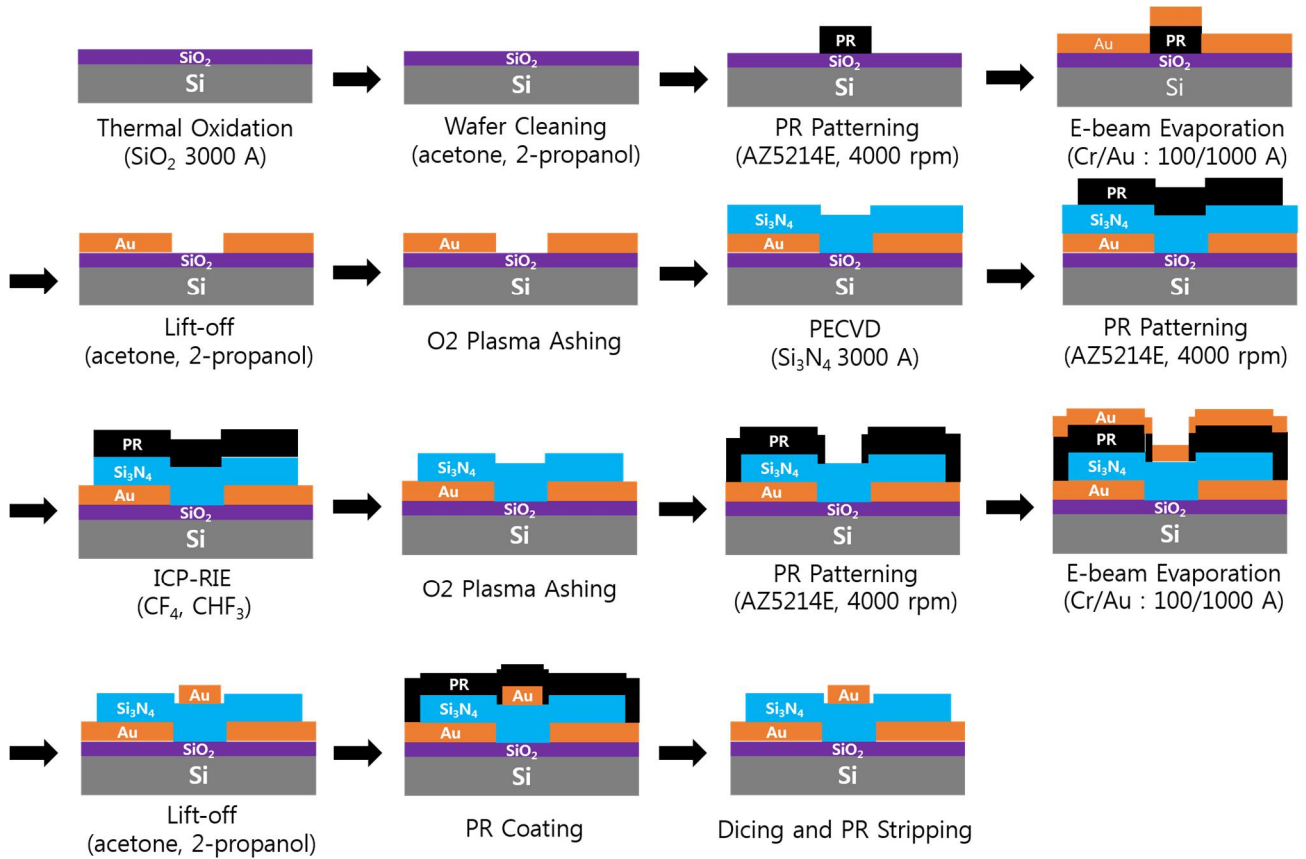 SiO₂
Si
Thermal Oxidation
(SiO₂ 3000 A)
SiO₂
Si
Wafer Cleaning
(acetone, 2-propanol)
PR
SiO₂
Si
PR Patterning
(AZ5214E, 4000 rpm)
Au
PR
SiO₂
Si
E-beam Evaporation
(Cr/Au : 100/1000 A)
Au
SiO₂
Si
Lift-off
(acetone, 2-propanol)
Au
SiO₂
Si
O2 Plasma Ashing
Si₃N₄
Au
SiO₂
Si
PECVD
(Si₃N₄ 3000 A)
PR
Si₃N₄
Au
SiO₂
Si
PR Patterning
(AZ5214E, 4000 rpm)
PR
Si₃N₄
Au
SiO₂
Si
ICP-RIE
(CF₄, CHF₃)
Si₃N₄
Au
SiO₂
Si
O2 Plasma Ashing
PR
Si₃N₄
Au
SiO₂
Si
PR Patterning
(AZ5214E, 4000 rpm)
Au
PR
Si₃N₄
Au
SiO₂
Si
E-beam Evaporation
(Cr/Au : 100/1000 A)
Au
Si₃N₄
Au
SiO₂
Si
Lift-off
(acetone, 2-propanol)
PR
Au
Si₃N₄
Au
SiO₂
Si
PR Coating
Au
Si₃N₄
Au
SiO₂
Si
Dicing and PR Stripping